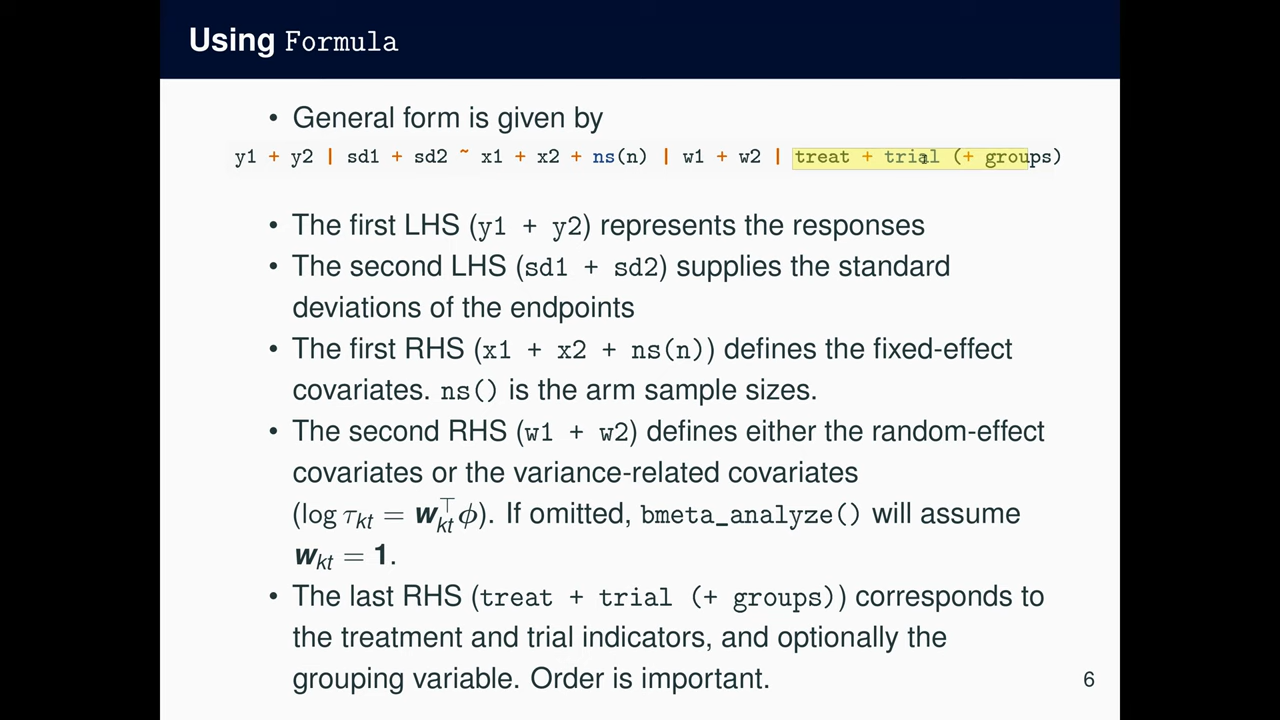 Using Formula
• General form is given by
y1 + y2 | sd1 + sd2 ~ x1 + x2 + ns(n) | w1 + w2 | treat + trial (+ groups)
• The first LHS (y1 + y2) represents the responses
• The second LHS (sd1 + sd2) supplies the standard
deviations of the endpoints
• The first RHS (x1 + x2 + ns(n)) defines the fixed-effect
covariates. ns() is the arm sample sizes.
• The second RHS (w1 + w2) defines either the random-effect
covariates or the variance-related covariates
(log τₖₜ = wₖₜ^⊤ϕ). If omitted, bmeta_analyze() will assume
wₖₜ = 1.
• The last RHS (treat + trial (+ groups)) corresponds to
the treatment and trial indicators, and optionally the
grouping variable. Order is important.
6